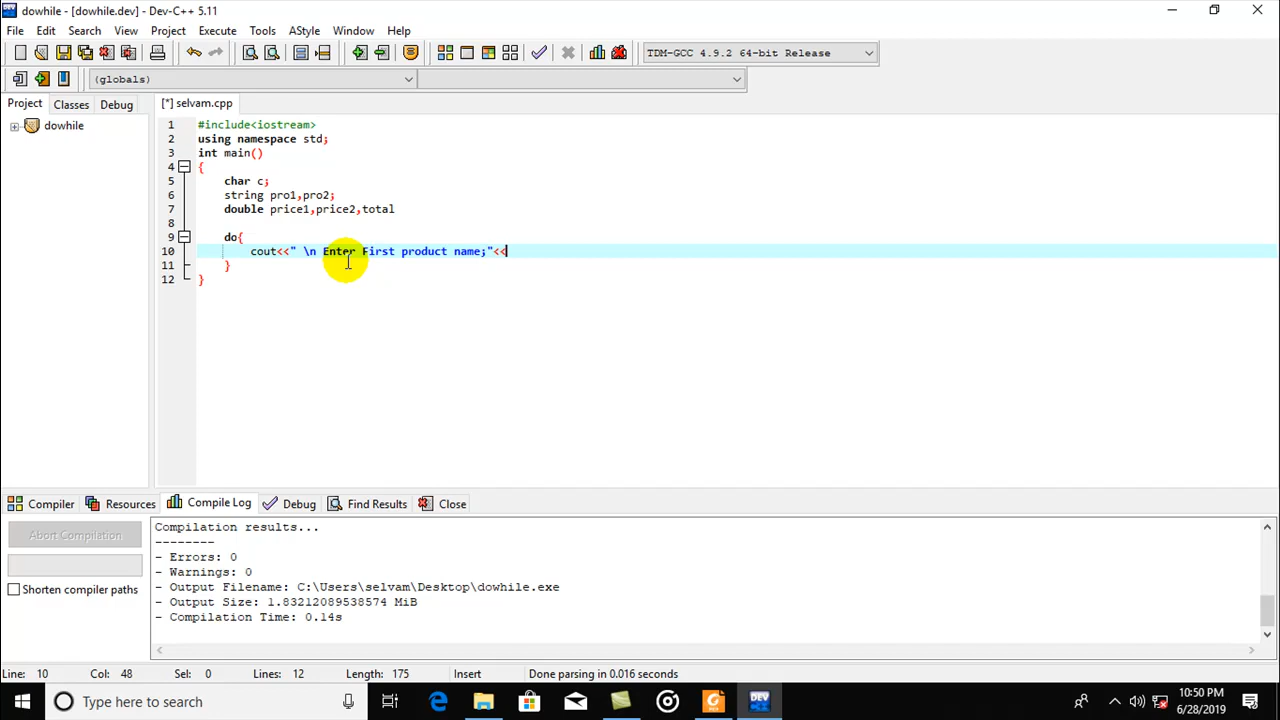 dowhile - [dowhile.dev] - Dev-C++ 5.11
File Edit Search View Project Execute Tools AStyle Window Help
TDM-GCC 4.9.2 64-bit Release
(globals)
Project Classes Debug [*] selvam.cpp
dowhile
1 #include<iostream>
2 using namespace std;
3 int main()
4 {
5 char c;
6 string pro1,pro2;
7 double price1,price2,total
8
9 do{
10 cout<<" \n Enter First product name;"<<
11 }
12 }
Compiler Resources Compile Log Debug Find Results Close
Abort Compilation
Shorten compiler paths
Compilation results...
--------
- Errors: 0
- Warnings: 0
- Output Filename: C:\Users\selvam\Desktop\dowhile.exe
- Output Size: 1.83212089538574 MiB
- Compilation Time: 0.14s
Line: 10 Col: 48 Sel: 0 Lines: 12 Length: 175 Insert Done parsing in 0.016 seconds
Type here to search
DEV
10:50 PM
6/28/2019